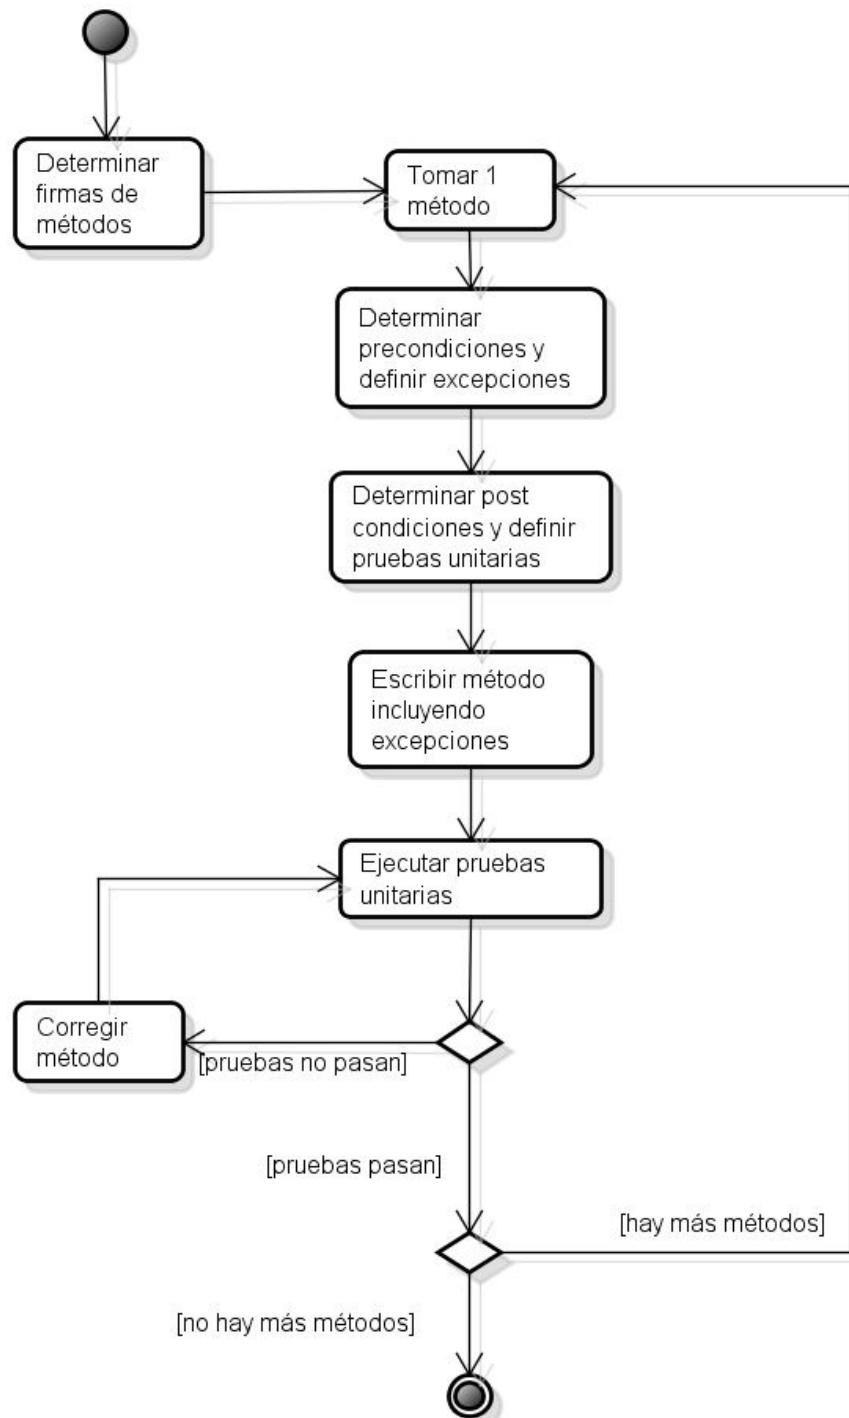 Determinar
firmas de
métodos
Tomar 1
método
Determinar
precondiciones y
definir excepciones
Determinar post
condiciones y definir
pruebas unitarias
Escribir método
incluyendo
excepciones
Ejecutar pruebas
unitarias
Corregir
método
[pruebas no pasan]
[pruebas pasan]
[hay más métodos]
[no hay más métodos]